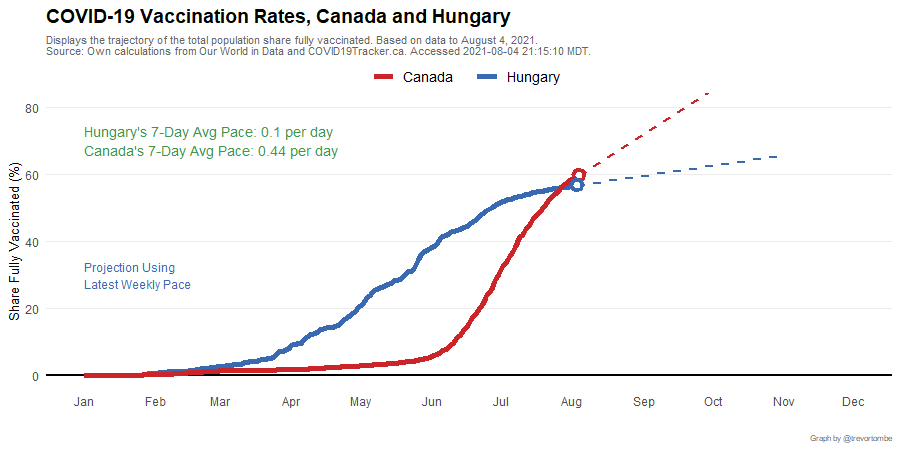 COVID-19 Vaccination Rates, Canada and Hungary
Displays the trajectory of the total population share fully vaccinated. Based on data to August 4, 2021.
Source: Own calculations from Our World in Data and COVID19Tracker.ca. Accessed 2021-08-04 21:15:10 MDT.
Canada Hungary
Hungary's 7-Day Avg Pace: 0.1 per day
Canada's 7-Day Avg Pace: 0.44 per day
Projection Using
Latest Weekly Pace
Share Fully Vaccinated (%)
80
60
40
20
0
Jan Feb Mar Apr May Jun Jul Aug Sep Oct Nov Dec
Graph by @trevortombe